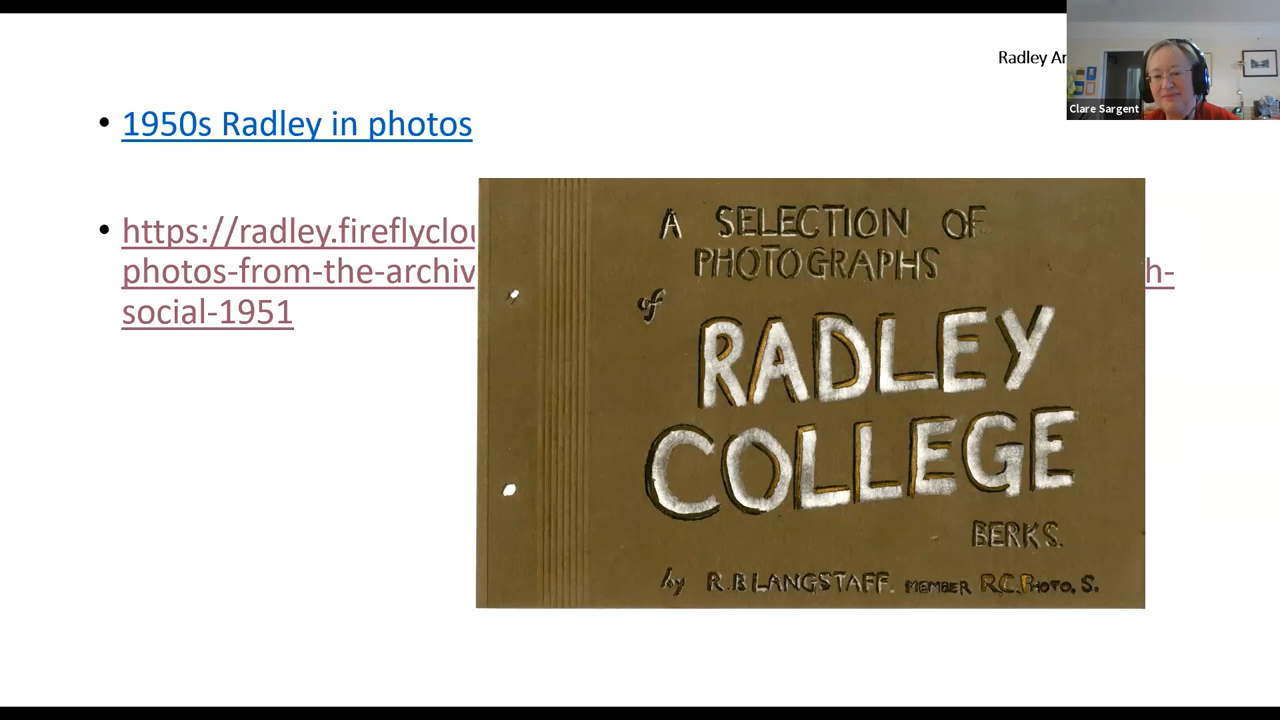 Radley Ar
Clare Sargent
1950s Radley in photos
https://radley.fireflyclou
photos-from-the-archiv h-
social-1951
A SELECTION OF
PHOTOGRAPHS
of
RADLEY
COLLEGE
BERKS.
by R.B LANGSTAFF. MEMBER R.C. PHOTO. S.